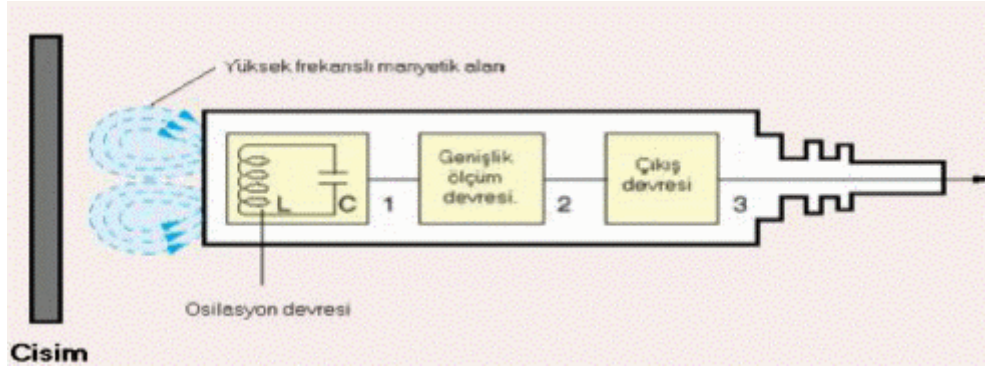 Yüksek frekanslı manyetik alan
Genişlik
ölçüm
devresi.
Çıkış
devresi
L
C
1
2
3
Osilasyon devresi
Cisim